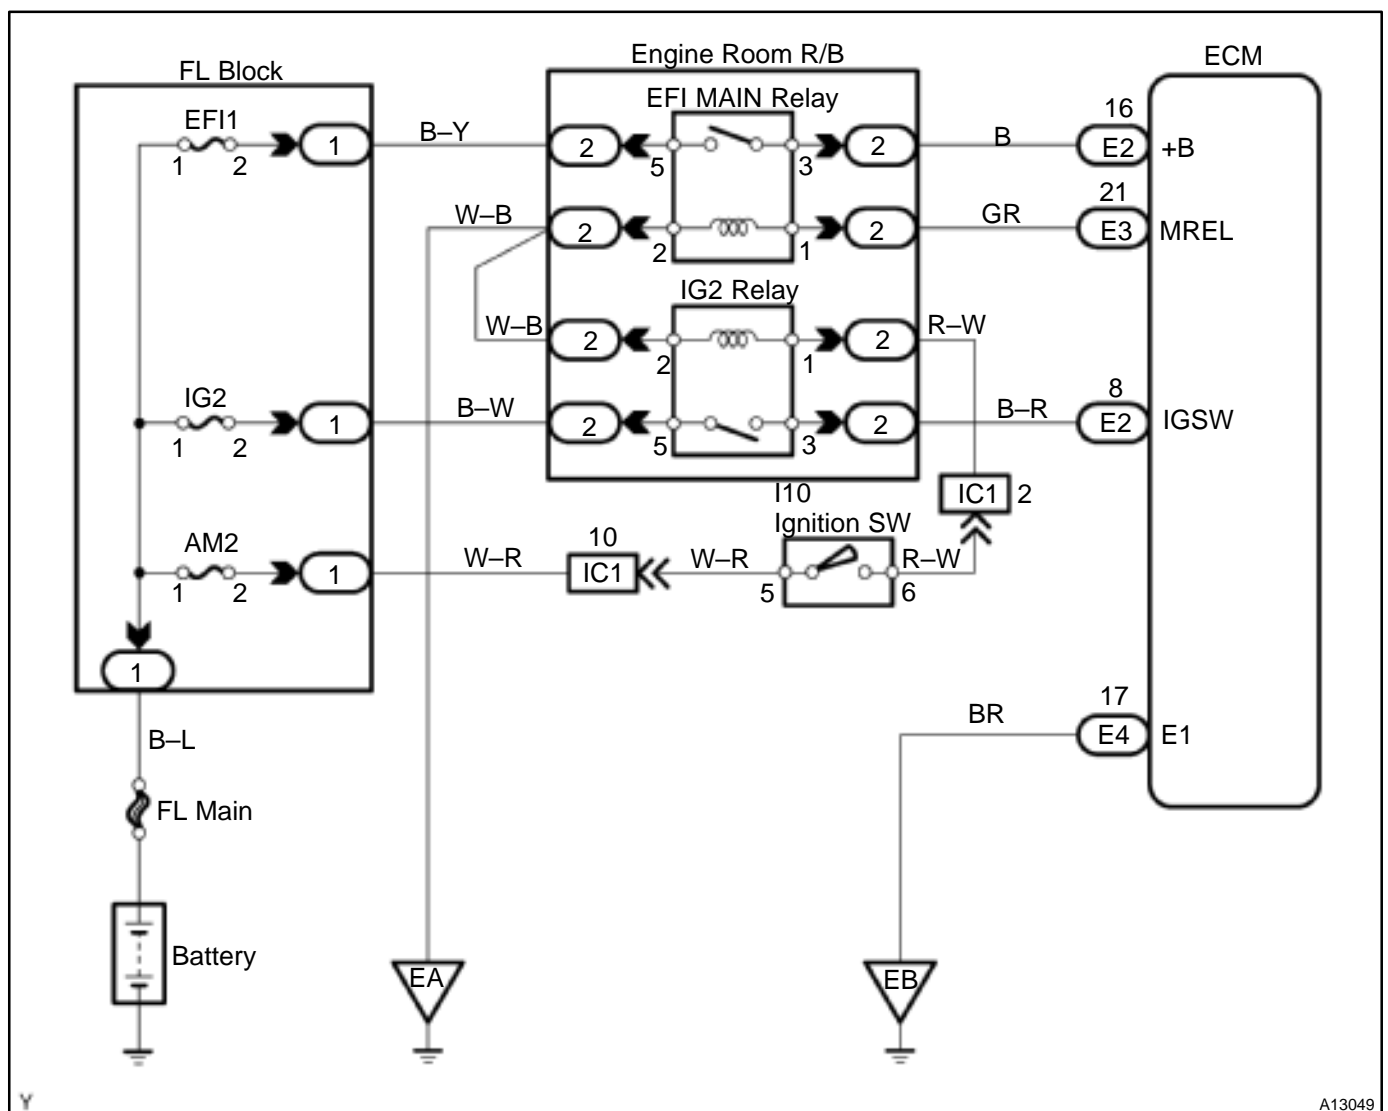 Engine Room R/B
ECM
FL Block
EFI MAIN Relay
EFI1
16
B–Y
B
1
2
2
E2
+B
1
2
5
3
21
W–B
GR
2
2
E3
MREL
2
1
IG2 Relay
W–B
R–W
2
2
2
1
8
IG2
B–W
B–R
1
2
2
E2
IGSW
1
2
5
3
I10
IC1
2
Ignition SW
AM2
10
W–R
W–R
R–W
1
IC1
1
2
5
6
1
17
BR
B–L
E4
E1
FL Main
Battery
EA
EB
Y
A13049